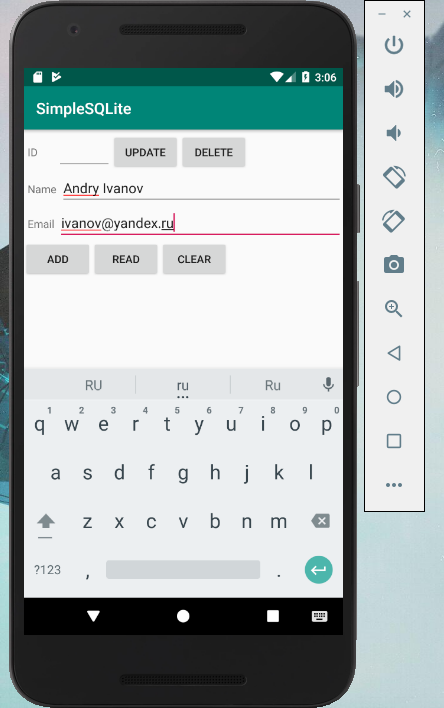 3:06
SimpleSQLite
ID UPDATE DELETE
Name Andry Ivanov
Email ivanov@yandex.ru
ADD READ CLEAR
RU ru Ru
1 2 3 4 5 6 7 8 9 0
q w e r t y u i o p
a s d f g h j k l
z x c v b n m
?123 , .